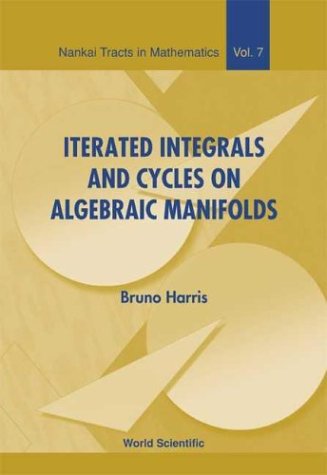 Nankai Tracts in Mathematics Vol. 7
ITERATED INTEGRALS
AND CYCLES ON
ALGEBRAIC MANIFOLDS
Bruno Harris
World Scientific